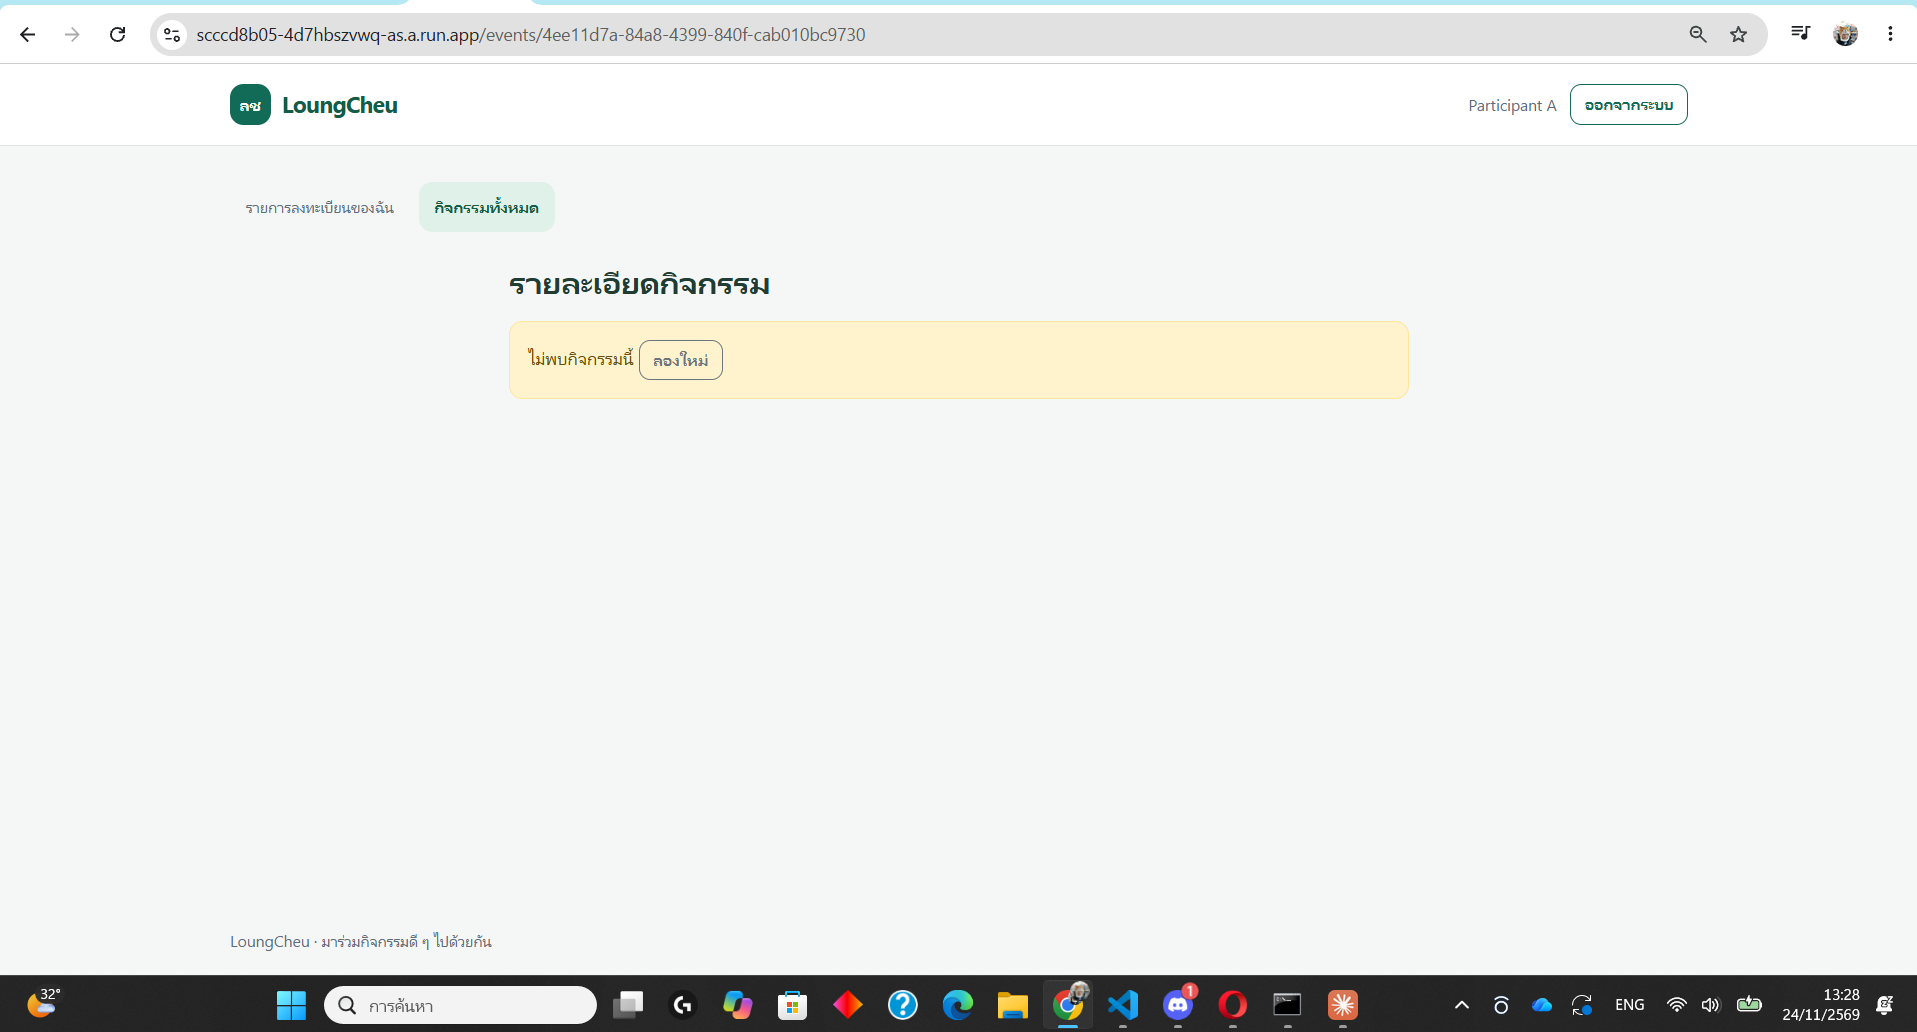 scccd8b05-4d7hbszvwq-as.a.run.app/events/4ee11d7a-84a8-4399-840f-cab010bc9730
ลช LoungCheu
Participant A ออกจากระบบ
รายการลงทะเบียนของฉัน กิจกรรมทั้งหมด
รายละเอียดกิจกรรม
ไม่พบกิจกรรมนี้ ลองใหม่
LoungCheu · มาร่วมกิจกรรมดี ๆ ไปด้วยกัน
32°
การค้นหา
1
ENG
13:28
24/11/2569